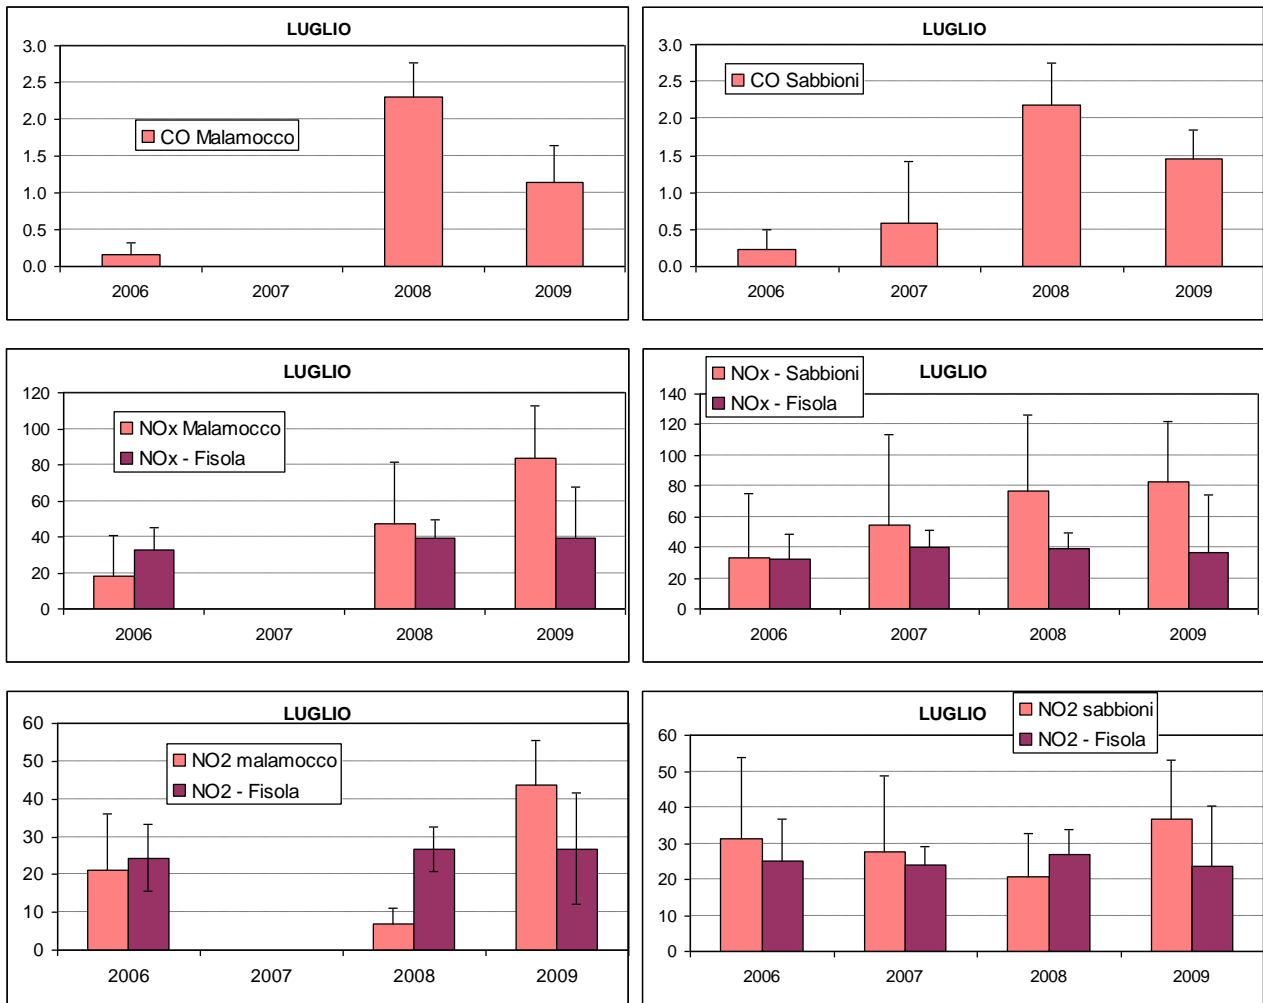 LUGLIO
3.0
2.5
2.0
1.5
1.0
0.5
0.0
CO Malamocco
2006 2007 2008 2009
LUGLIO
3.0
2.5
2.0
1.5
1.0
0.5
0.0
CO Sabbioni
2006 2007 2008 2009
LUGLIO
120
100
80
60
40
20
0
NOx Malamocco
NOx - Fisola
2006 2007 2008 2009
LUGLIO
NOx - Sabbioni
NOx - Fisola
140
120
100
80
60
40
20
0
2006 2007 2008 2009
LUGLIO
60
50
40
30
20
10
0
NO2 malamocco
NO2 - Fisola
2006 2007 2008 2009
LUGLIO
NO2 sabbioni
NO2 - Fisola
60
50
40
30
20
10
0
2006 2007 2008 2009